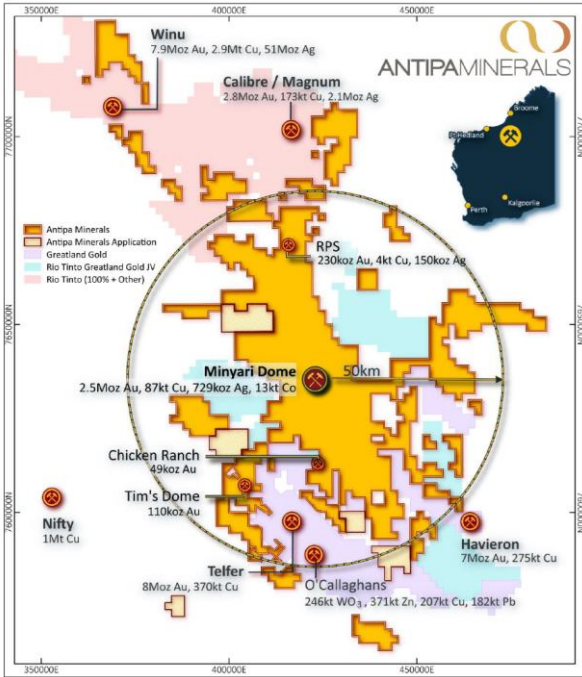 350000E
400000E
450000E
Winu
7.9Moz Au, 2.9Mt Cu, 51Moz Ag
Calibre / Magnum
2.8Moz Au, 173kt Cu, 2.1Moz Ag
ANTIPAMINERALS
Broome
Pt Hedland
Perth
Kalgoorlie
7700000N
Antipa Minerals
Antipa Minerals Application
Greatland Gold
Rio Tinto Greatland Gold JV
Rio Tinto (100% + Other)
RPS
230koz Au, 4kt Cu, 150koz Ag
7650000N
Minyari Dome
2.5Moz Au, 87kt Cu, 729koz Ag, 13kt Co
50km
Chicken Ranch
49koz Au
Tim's Dome
110koz Au
7600000N
Nifty
1Mt Cu
Havieron
7Moz Au, 275kt Cu
Telfer
8Moz Au, 370kt Cu
O'Callaghans
246kt WO₃, 371kt Zn, 207kt Cu, 182kt Pb
350000E
400000E
450000E